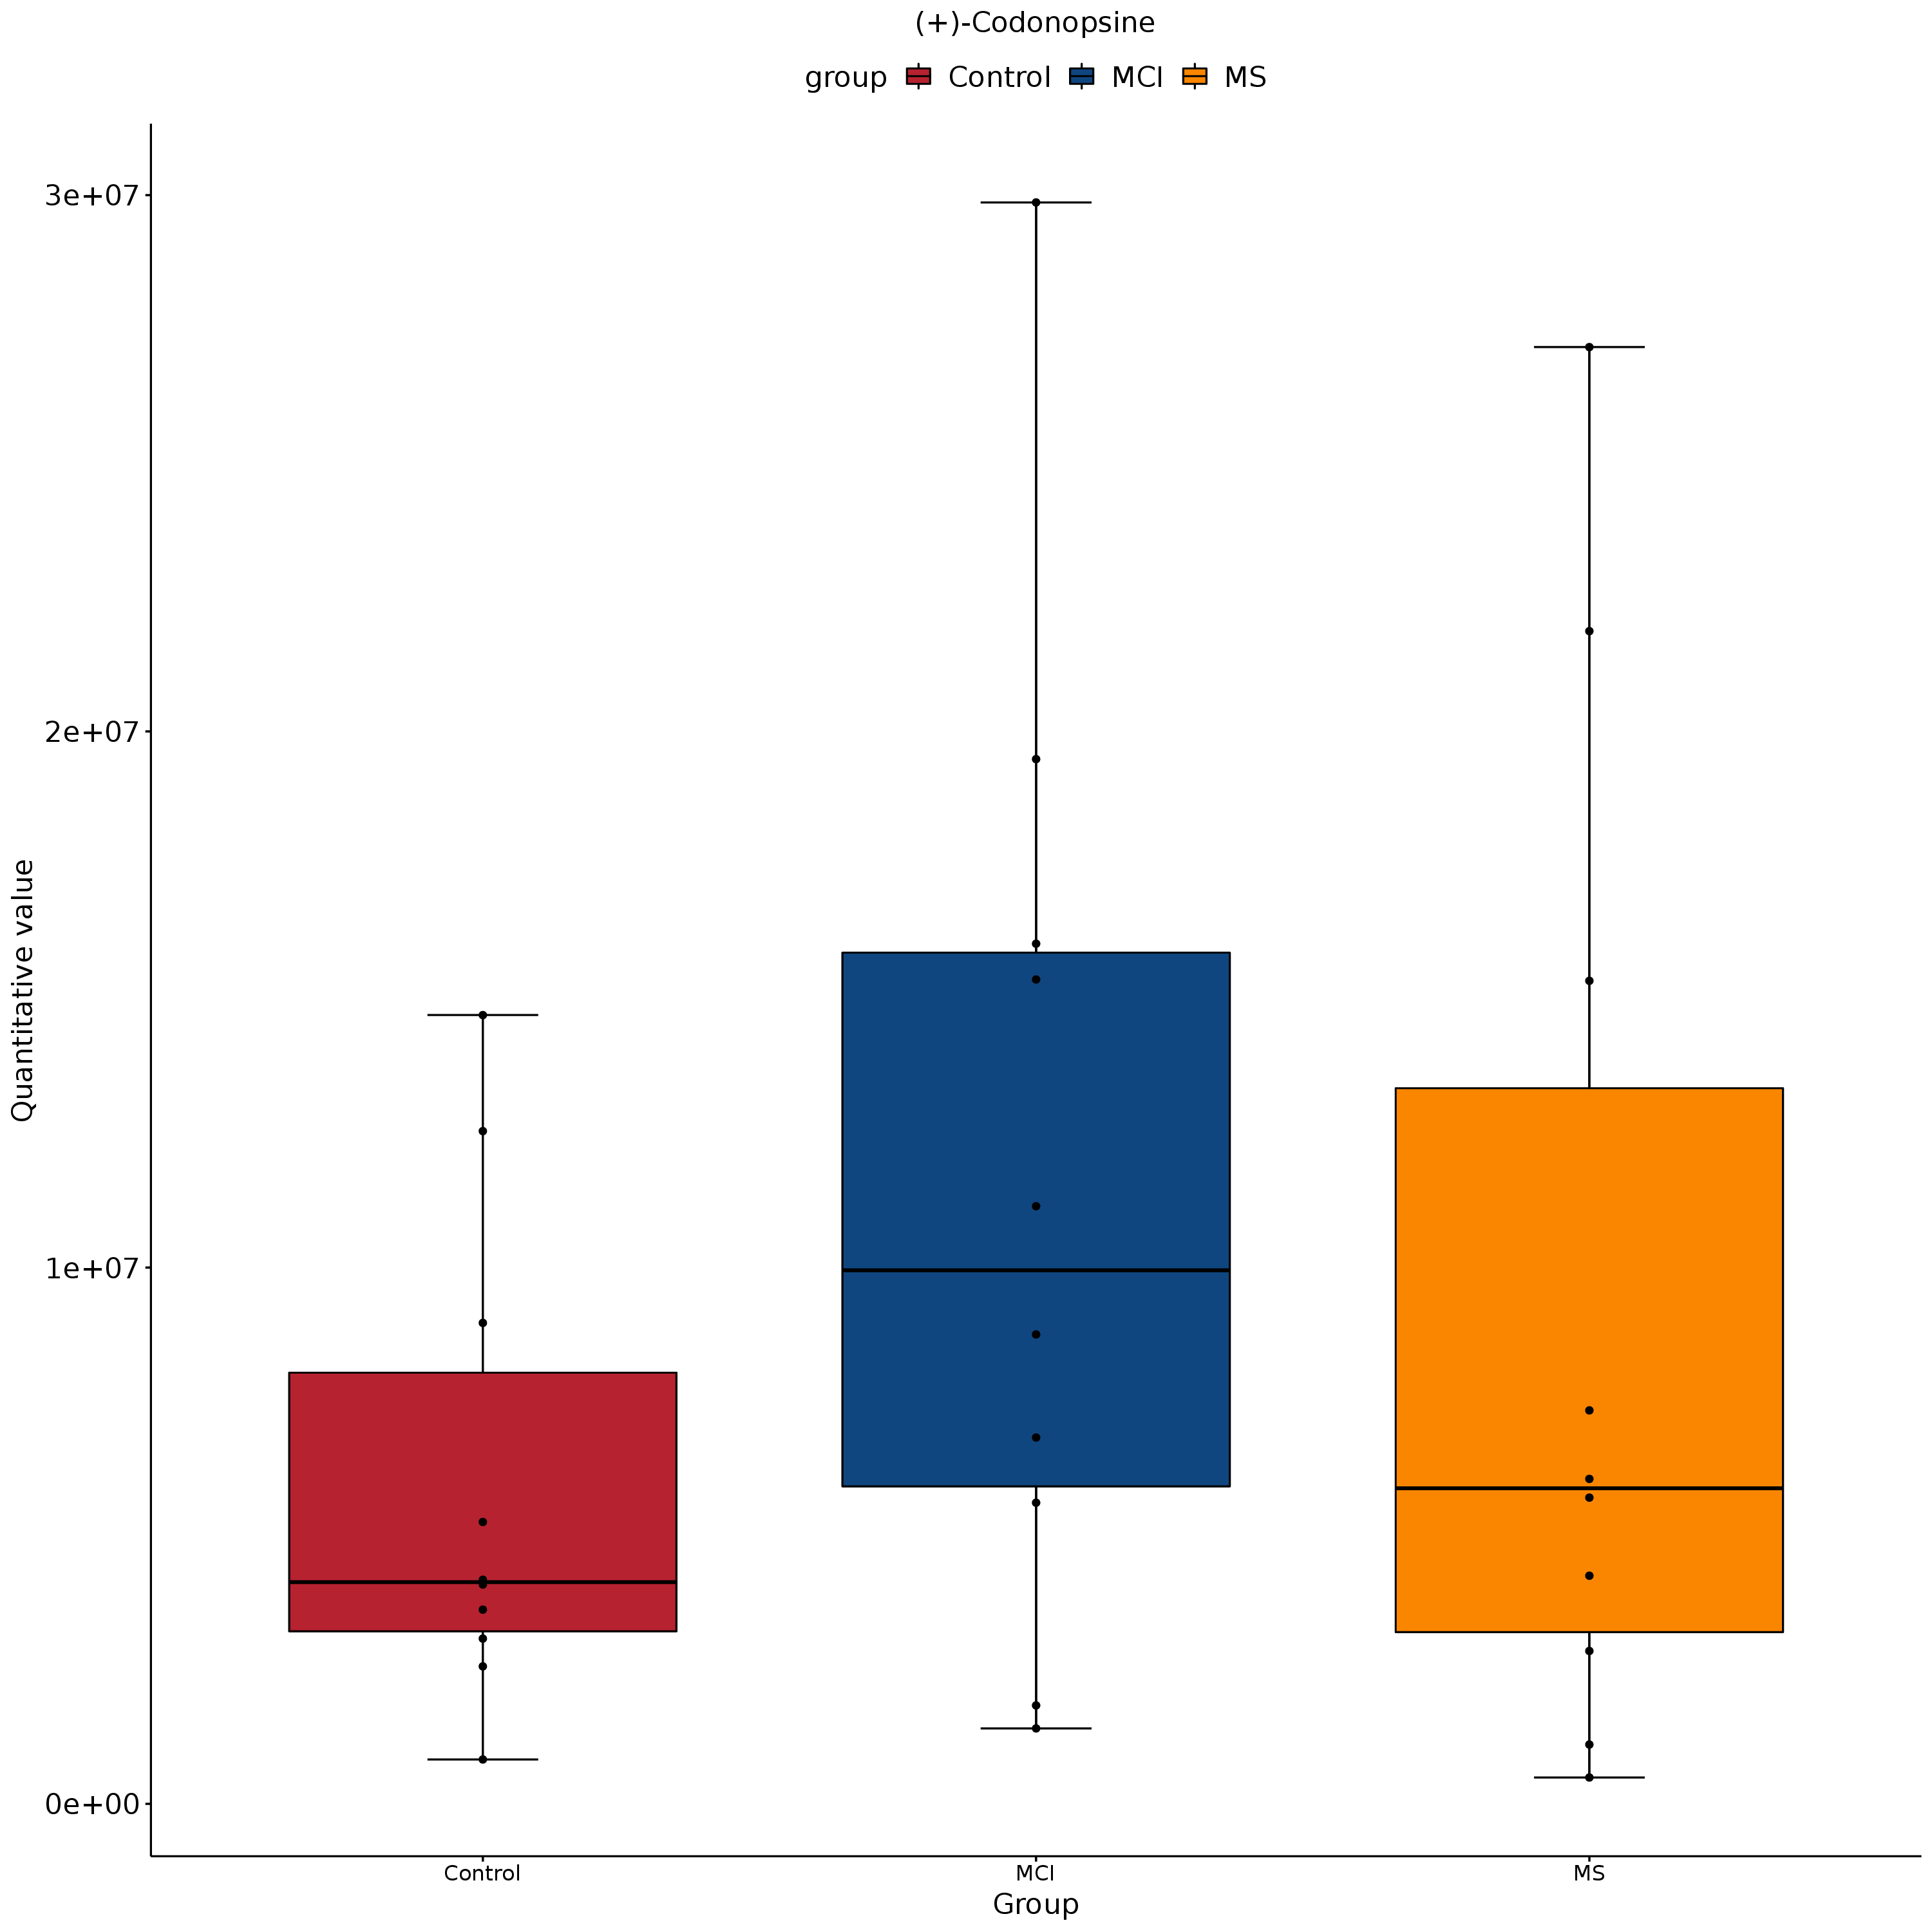 (+)-Codonopsine
group Control MCI MS
3e+07
2e+07
1e+07
0e+00
Quantitative value
Control MCI MS
Group